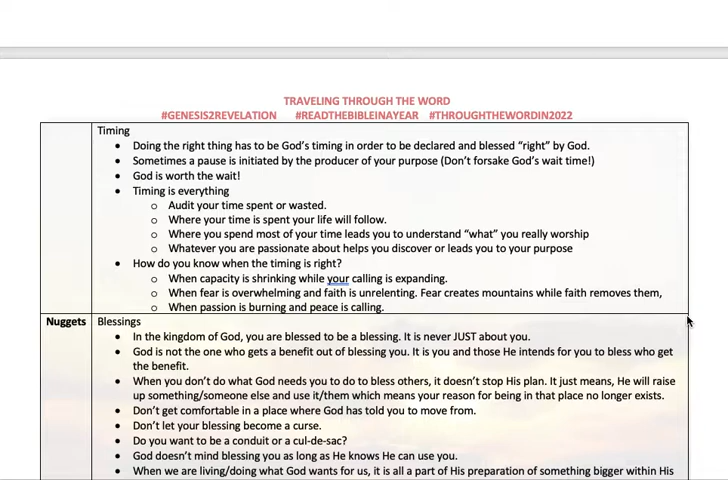 TRAVELING THROUGH THE WORD
#GENESIS2REVELATION #READTHEBIBLEINAYEAR #THROUGHTHEWORDIN2022
Timing
• Doing the right thing has to be God’s timing in order to be declared and blessed “right” by God.
• Sometimes a pause is initiated by the producer of your purpose (Don’t forsake God’s wait time!)
• God is worth the wait!
• Timing is everything
o Audit your time spent or wasted.
o Where your time is spent your life will follow.
o Where you spend most of your time leads you to understand “what” you really worship
o Whatever you are passionate about helps you discover or leads you to your purpose
• How do you know when the timing is right?
o When capacity is shrinking while your calling is expanding.
o When fear is overwhelming and faith is unrelenting. Fear creates mountains while faith removes them,
o When passion is burning and peace is calling.
Nuggets Blessings
• In the kingdom of God, you are blessed to be a blessing. It is never JUST about you.
• God is not the one who gets a benefit out of blessing you. It is you and those He intends for you to bless who get
the benefit.
• When you don’t do what God needs you to do to bless others, it doesn’t stop His plan. It just means, He will raise
up something/someone else and use it/them which means your reason for being in that place no longer exists.
• Don’t get comfortable in a place where God has told you to move from.
• Don’t let your blessing become a curse.
• Do you want to be a conduit or a cul-de-sac?
• God doesn’t mind blessing you as long as He knows He can use you.
• When we are living/doing what God wants for us, it is all a part of His preparation of something bigger within His